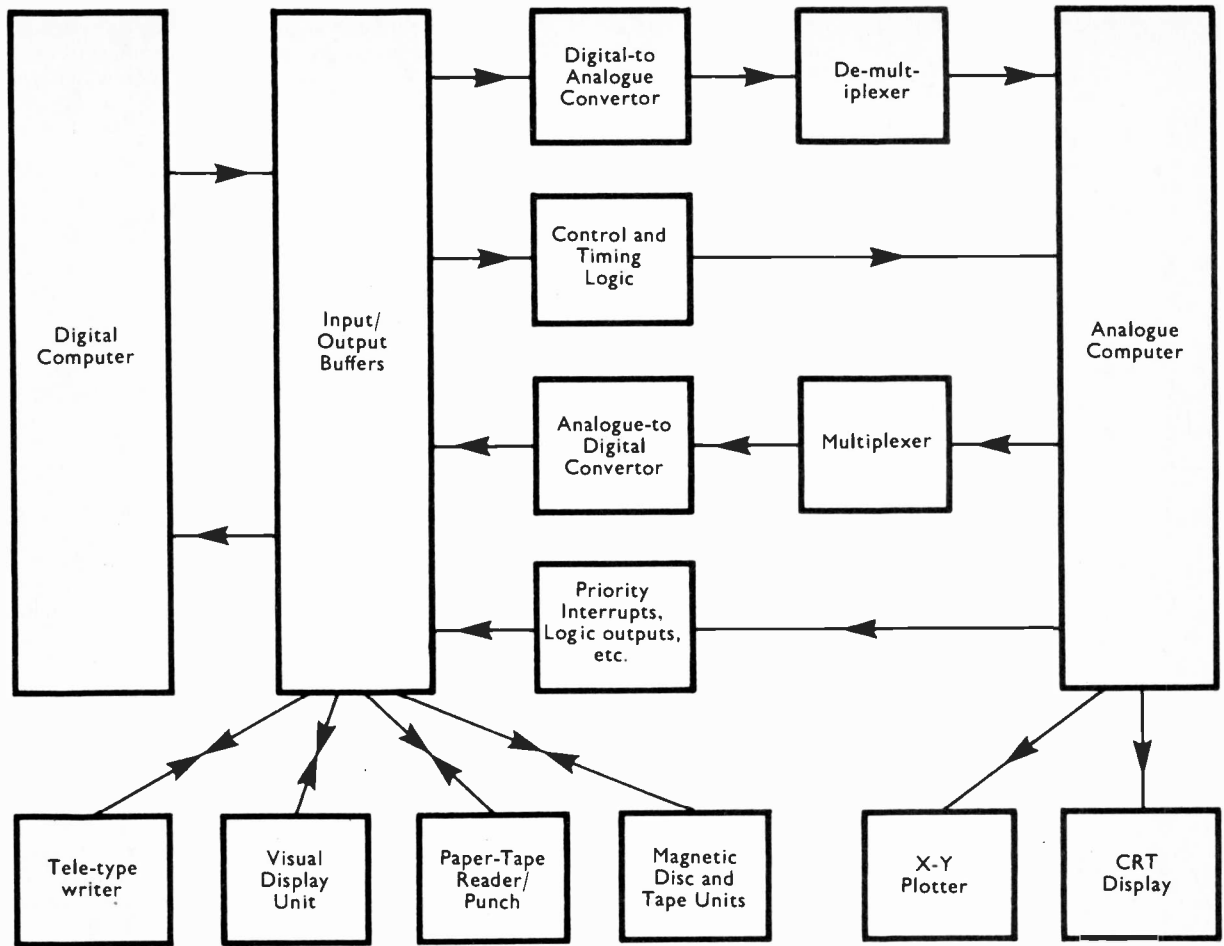 Digital-to
Analogue
Convertor
De-mult-
iplexer
Control and
Timing
Logic
Digital
Computer
Input/
Output
Buffers
Analogue
Computer
Analogue-to
Digital
Convertor
Multiplexer
Priority
Interrupts,
Logic outputs,
etc.
Tele-type
writer
Visual
Display
Unit
Paper-Tape
Reader/
Punch
Magnetic
Disc and
Tape Units
X-Y
Plotter
CRT
Display